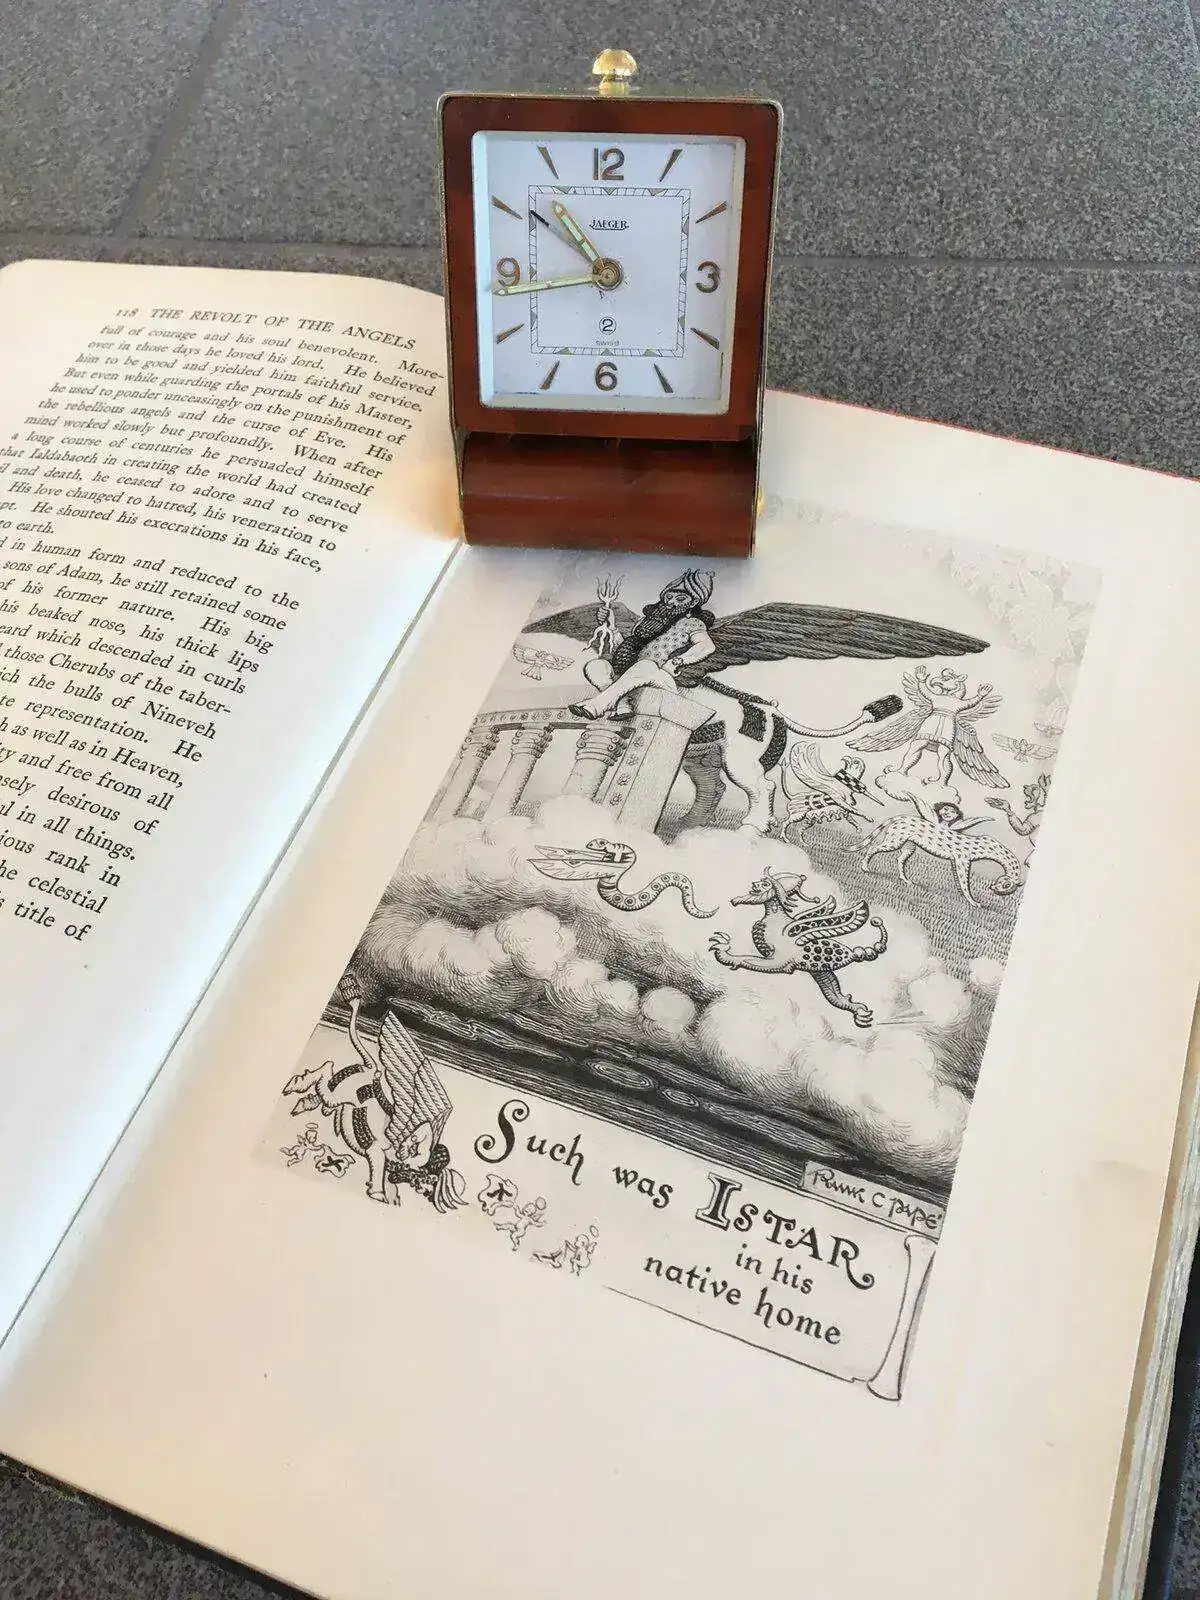 12
JAEGER
9
3
2
SWISS
6
118 THE REVOLT OF THE ANGELS
full of courage and his soul benevolent. More-
over in those days he loved his lord. He believed
him to be good and yielded him faithful service.
But even while guarding the portals of his Master,
he used to ponder unceasingly on the punishment of
the rebellious angels and the curse of Eve. His
mind worked slowly but profoundly. When after
a long course of centuries he persuaded himself
that Ialdabaoth in creating the world had created
and death, he ceased to adore and to serve
His love changed to hatred, his veneration to
He shouted his execrations in his face,
to earth.
in human form and reduced to the
sons of Adam, he still retained some
of his former nature. His big
his beaked nose, his thick lips
which descended in curls
those Cherubs of the taber-
the bulls of Nineveh
representation. He
as well as in Heaven,
and free from all
desirous of
in all things.
rank in
celestial
title of
Such was ISTAR
in his
native home
FRANK C PAPÉ